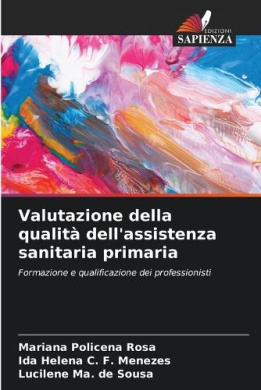 EDIZIONI
SAPIENZA
Valutazione della
qualità dell'assistenza
sanitaria primaria
Formazione e qualificazione dei professionisti
Mariana Policena Rosa
Ida Helena C. F. Menezes
Lucilene Ma. de Sousa